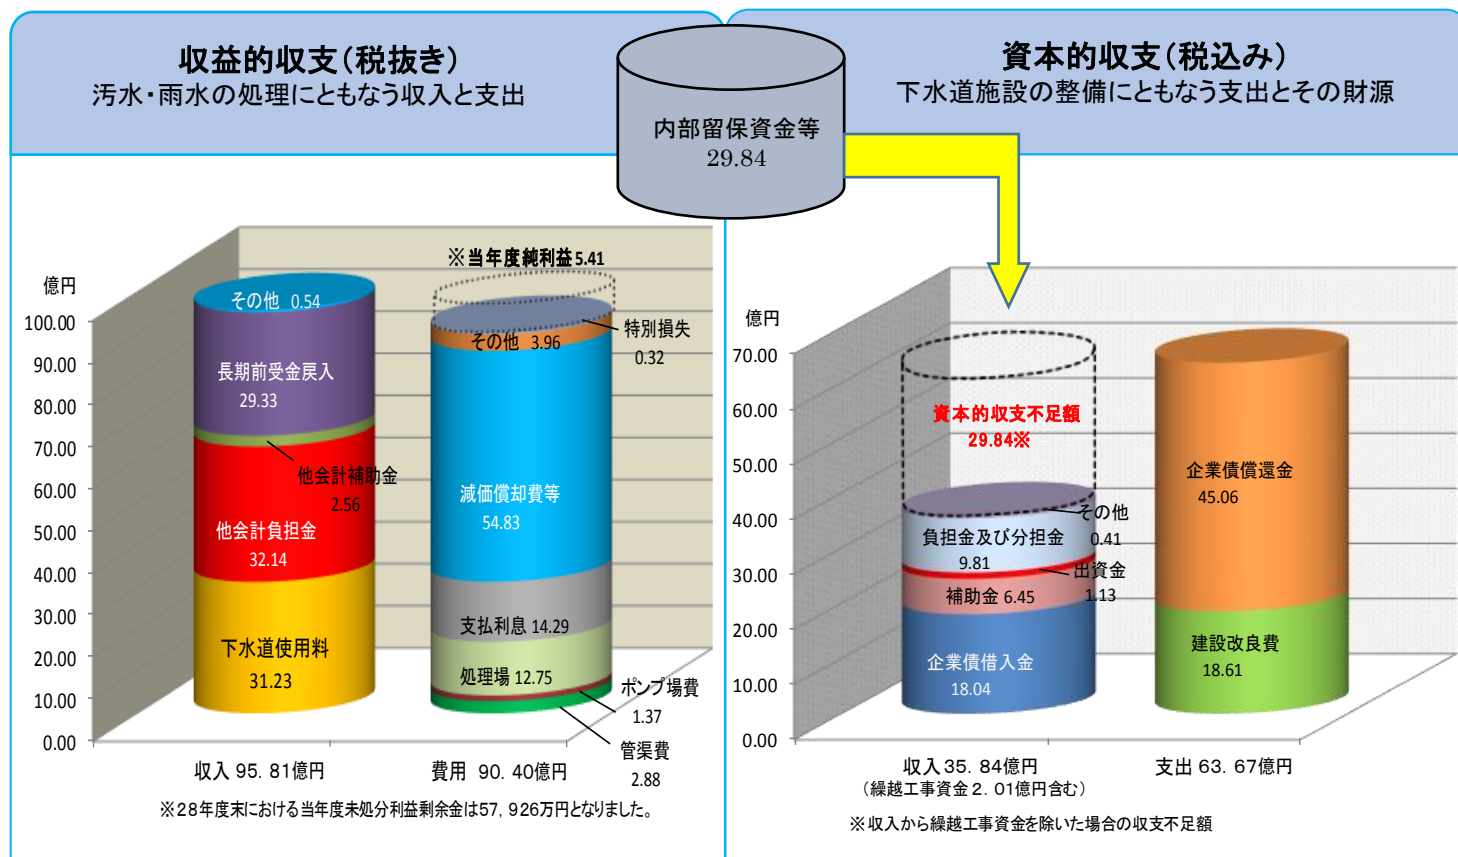 収益的収支(税抜き)
汚水・雨水の処理にともなう収入と支出
内部留保資金等
29.84
資本的収支(税込み)
下水道施設の整備にともなう支出とその財源
億円
100.00
90.00
80.00
70.00
60.00
50.00
40.00
30.00
20.00
10.00
0.00
その他 0.54
長期前受金戻入
29.33
他会計補助金
2.56
他会計負担金
32.14
下水道使用料
31.23
※当年度純利益5.41
特別損失
0.32
その他 3.96
減価償却費等
54.83
支払利息 14.29
処理場 12.75
ポンプ場費
1.37
管渠費
2.88
収入 95.81億円
費用 90.40億円
※28年度末における当年度未処分利益剰余金は57,926万円となりました。
億円
70.00
60.00
50.00
40.00
30.00
20.00
10.00
0.00
資本的収支不足額
29.84※
その他
0.41
負担金及び分担金
9.81
出資金
1.13
補助金 6.45
企業債借入金
18.04
企業債償還金
45.06
建設改良費
18.61
収入35.84億円
(繰越工事資金2.01億円含む)
支出63.67億円
※収入から繰越工事資金を除いた場合の収支不足額